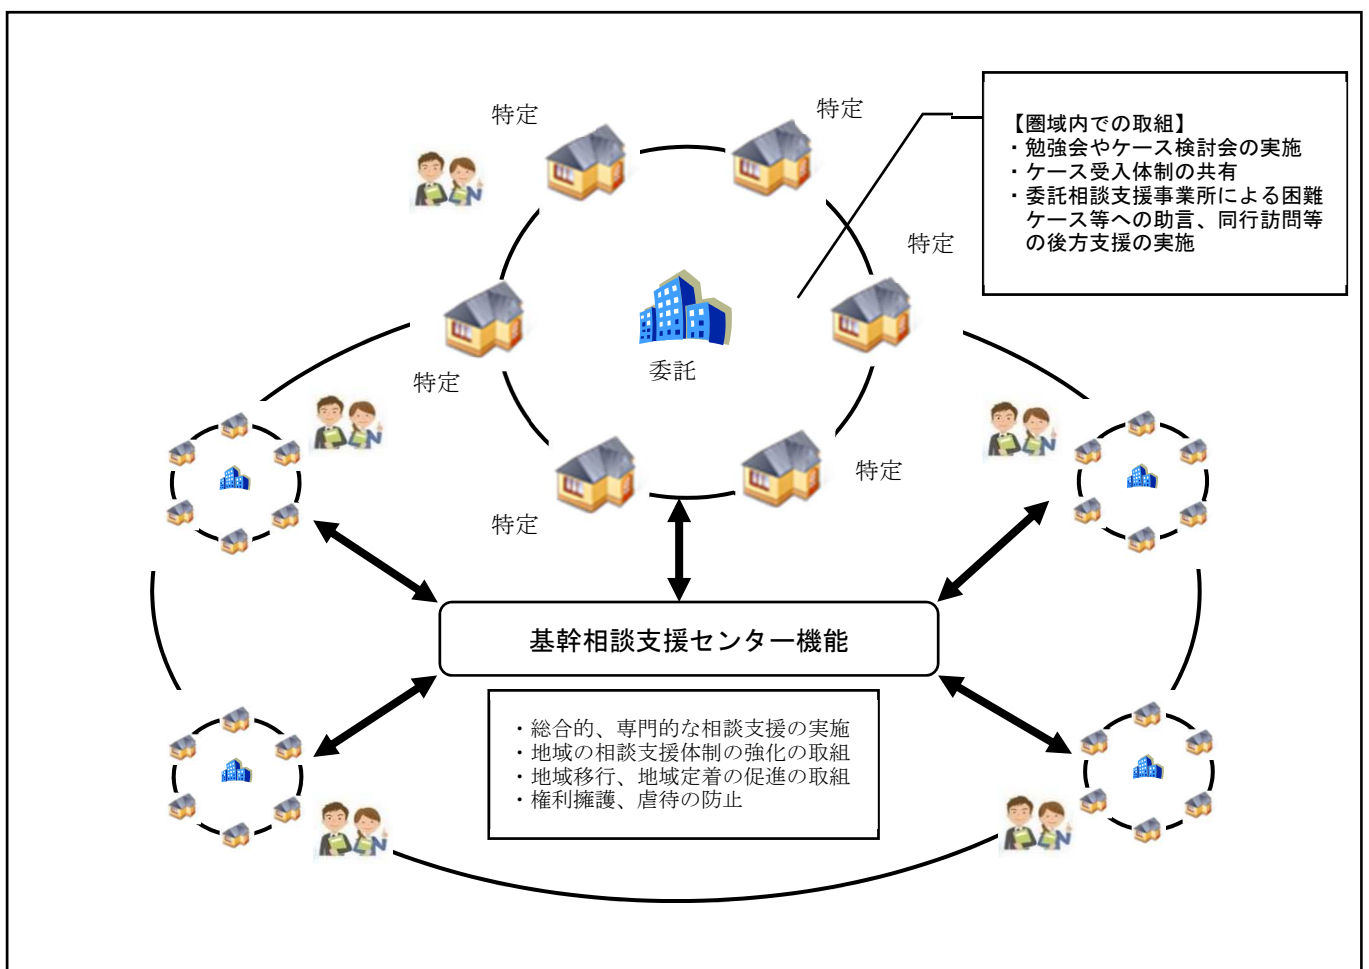 特定
特定
【圏域内での取組】
・勉強会やケース検討会の実施
・ケース受入体制の共有
・委託相談支援事業所による困難
ケース等への助言、同行訪問等
の後方支援の実施
特定
委託
特定
特定
特定
基幹相談支援センター機能
・総合的、専門的な相談支援の実施
・地域の相談支援体制の強化の取組
・地域移行、地域定着の促進の取組
・権利擁護、虐待の防止